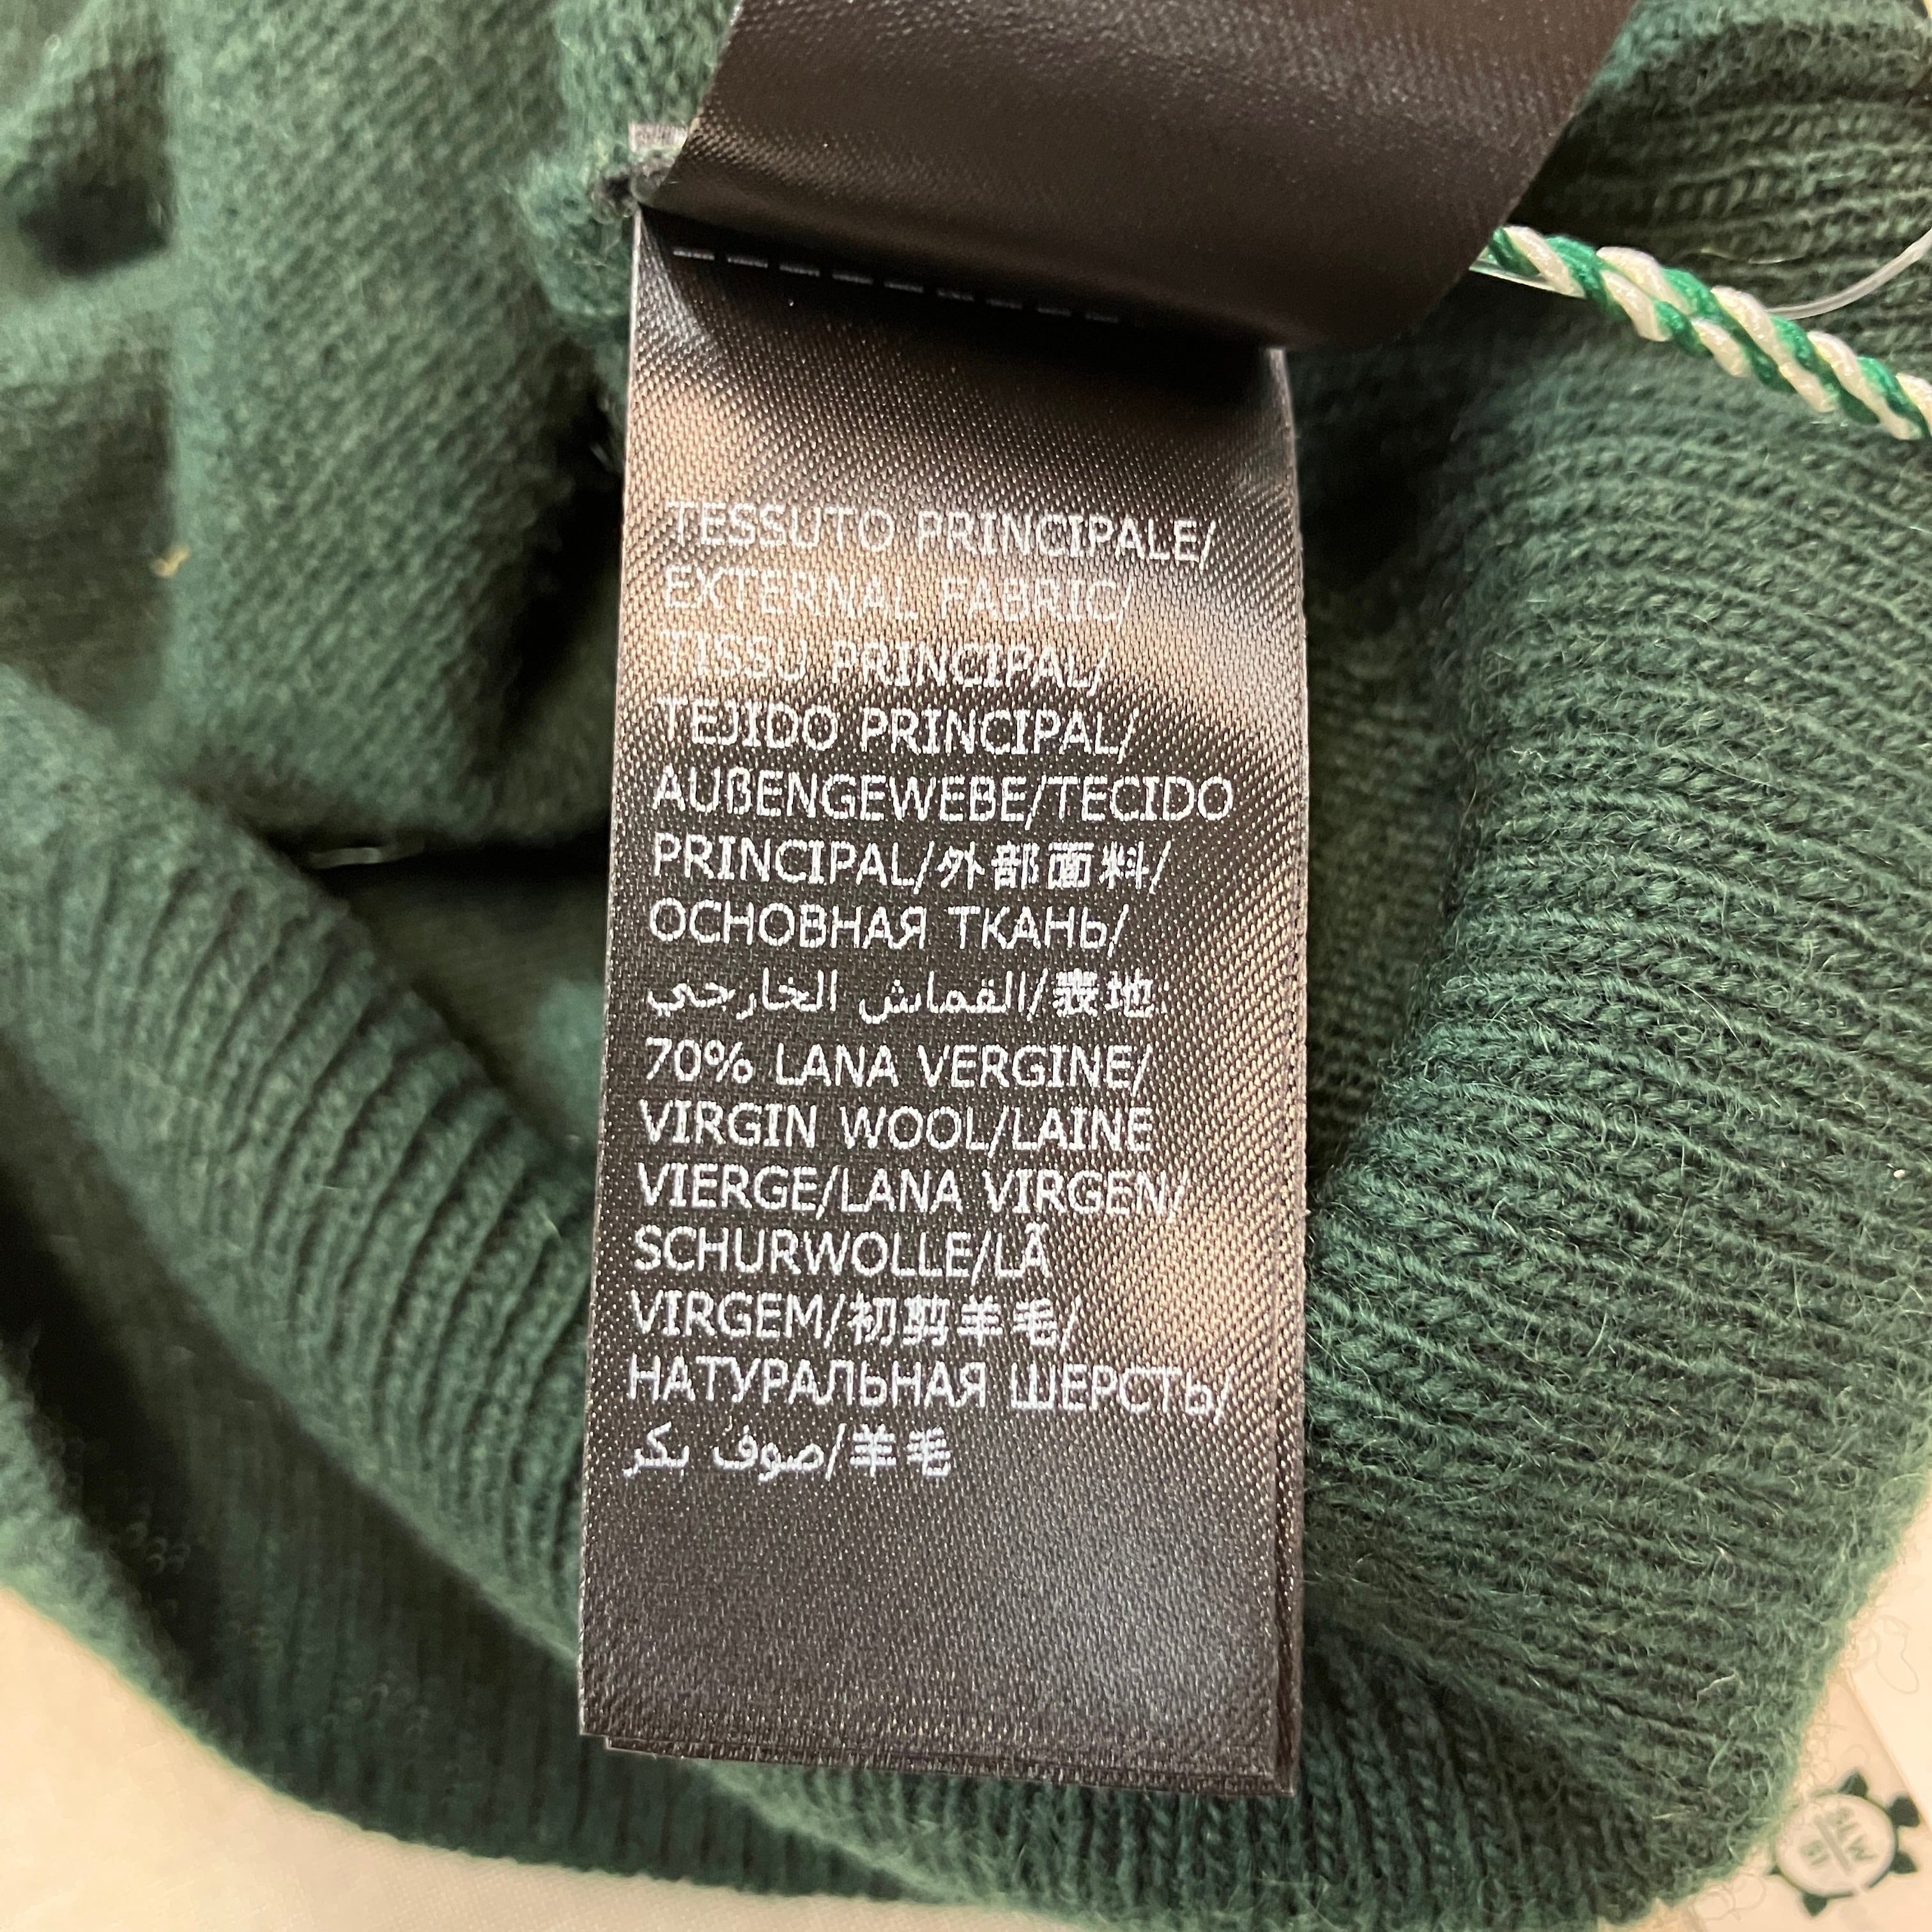 TESSUTO PRINCIPALE/
EXTERNAL FABRIC/
TISSU PRINCIPAL/
TEJIDO PRINCIPAL/
AUßENGEWEBE/TECIDO
PRINCIPAL/外部面料/
ОСНОВНАЯ ТКАНЬ/
القماش الخارجي/表地
70% LANA VERGINE/
VIRGIN WOOL/LAINE
VIERGE/LANA VIRGEN/
SCHURWOLLE/LÃ
VIRGEM/初剪羊毛/
НАТУРАЛЬНАЯ ШЕРСТЬ/
صوف بكر/羊毛